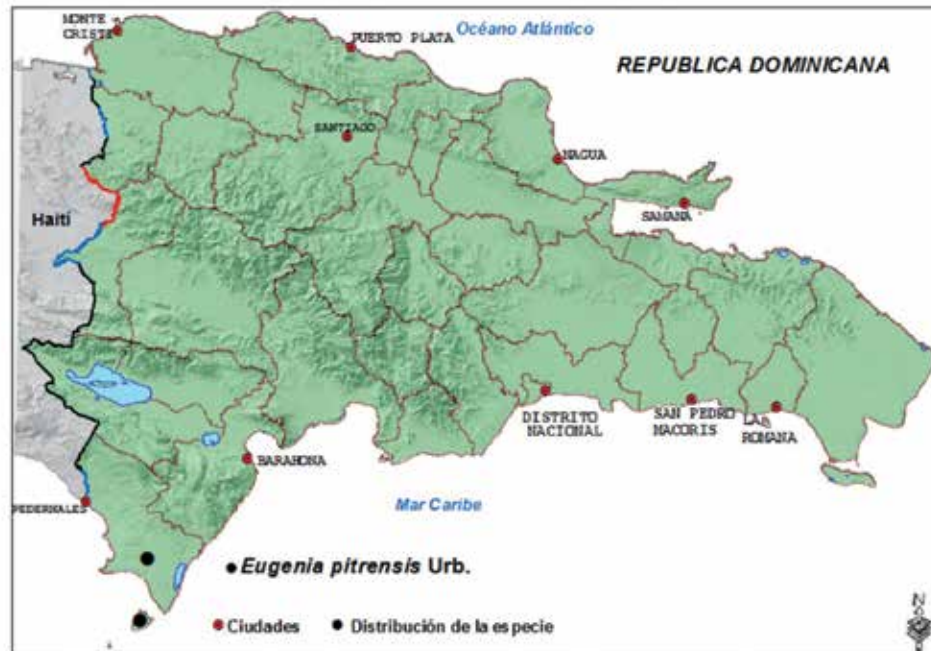 MONTE
CRISTI
PUERTO PLATA
Océano Atlántico
REPUBLICA DOMINICANA
SANTIAGO
NAGUA
SAMANA
Haití
DISTRITO
NACIONAL
SAN PEDRO
MACORIS
LA
ROMANA
BARAHONA
PEDERNALES
Mar Caribe
Eugenia pitrensis Urb.
Ciudades
Distribución de la especie
N